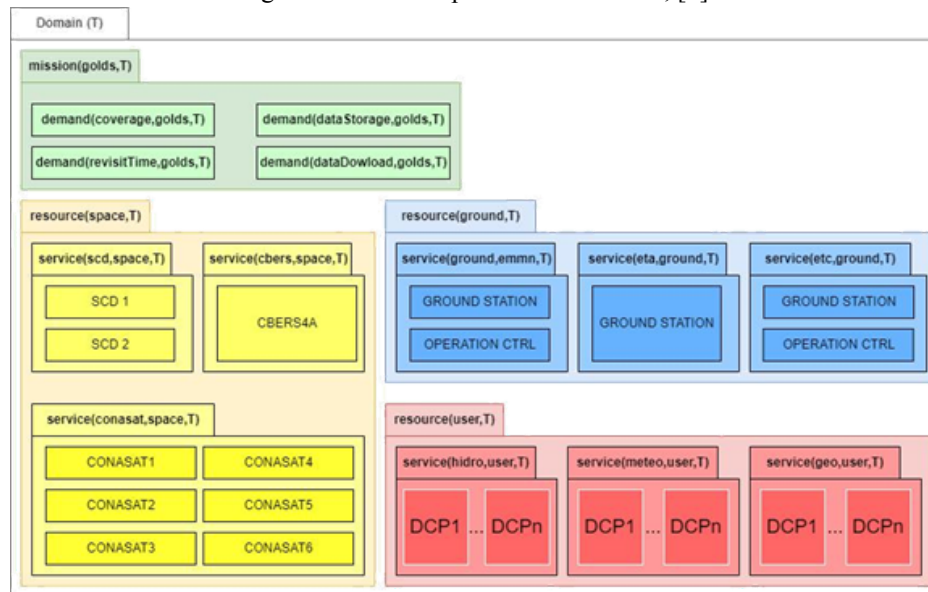 Domain (T)
mission(golds,T)
demand(coverage,golds,T)
demand(dataStorage,golds,T)
demand(revisitTime,golds,T)
demand(dataDowload,golds,T)
resource(space,T)
service(scd,space,T)
SCD 1
SCD 2
service(cbers,space,T)
CBERS4A
service(conasat,space,T)
CONASAT1
CONASAT4
CONASAT2
CONASAT5
CONASAT3
CONASAT6
resource(ground,T)
service(ground,emmn,T)
GROUND STATION
OPERATION CTRL
service(eta,ground,T)
GROUND STATION
service(etc,ground,T)
GROUND STATION
OPERATION CTRL
resource(user,T)
service(hidro,user,T)
DCP1 ... DCPn
service(meteo,user,T)
DCP1 ... DCPn
service(geo,user,T)
DCP1 ... DCPn